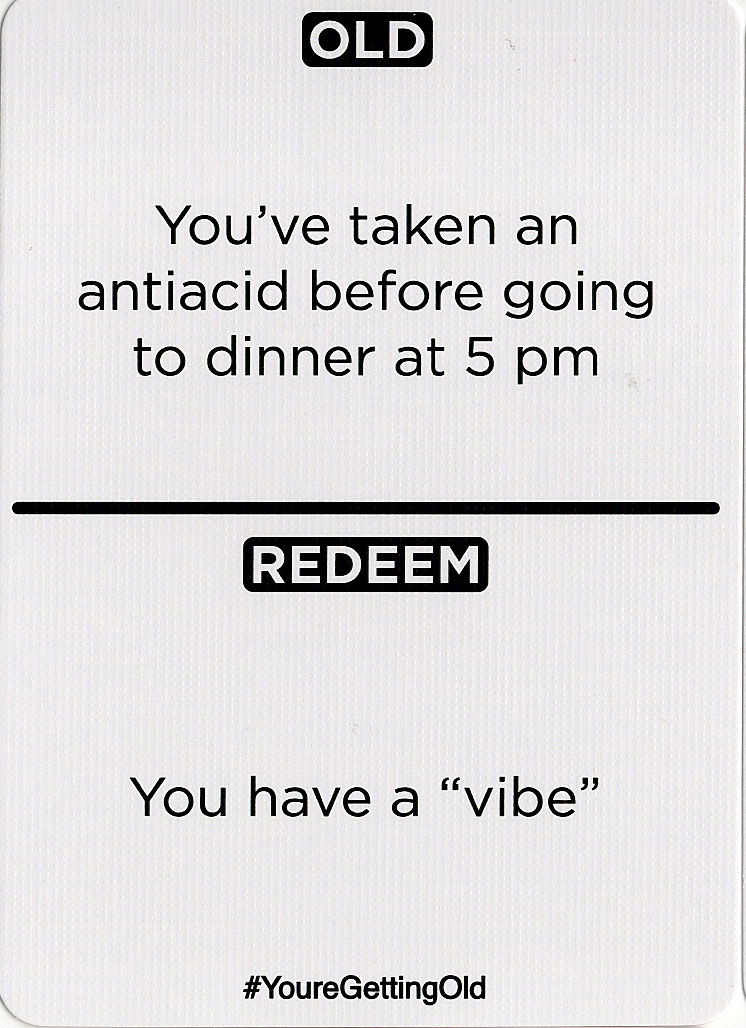 OLD
You’ve taken an
antiacid before going
to dinner at 5 pm
REDEEM
You have a “vibe”
#YoureGettingOld